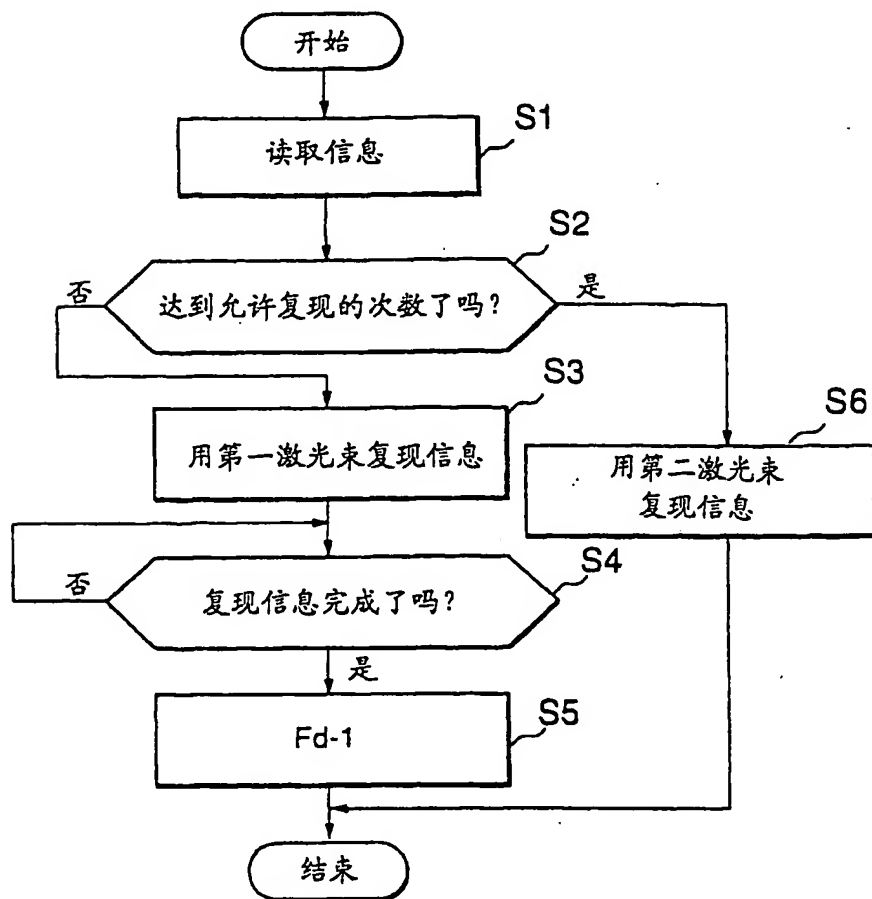 开始
S1
读取信息
S2
否
是
达到允许复现的次数了吗?
S3
用第一激光束复现信息
S6
用第二激光束
复现信息
S4
否
复现信息完成了吗?
是
S5
Fd-1
结束